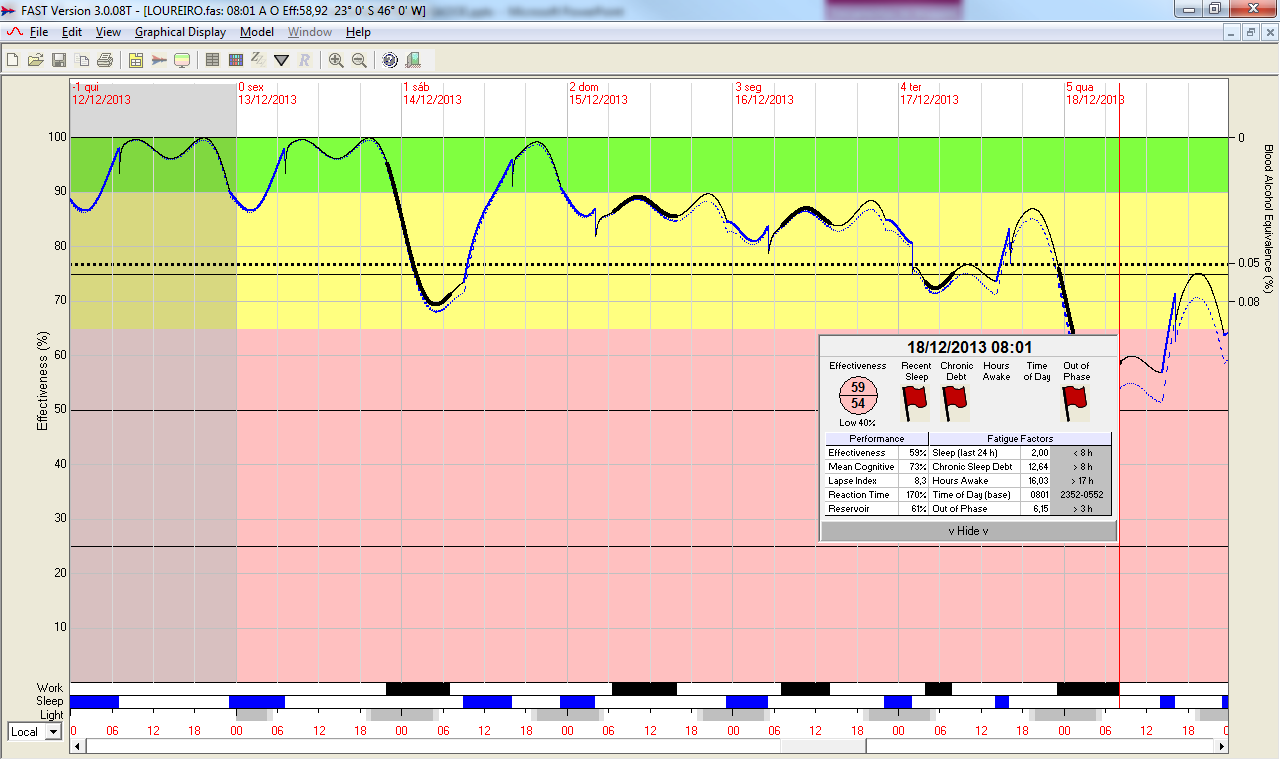 FAST Version 3.0.08T - [LOUREIRO.fas: 08:01 A O Eff:58,92 23° 0' S 46° 0' W]
File Edit View Graphical Display Model Window Help
-1 qui 0 sex 1 sáb 2 dom 3 seg 4 ter 5 qua
12/12/2013 13/12/2013 14/12/2013 15/12/2013 16/12/2013 17/12/2013 18/12/2013
100 0
90
80
0.05
70 0.08
60
50
40
30
20
10
Effectiveness (%)
Blood Alcohol Equivalence (%)
18/12/2013 08:01
Effectiveness Recent Sleep Chronic Debt Hours Awake Time of Day Out of Phase
59
54
Low 40%
Performance Fatigue Factors
Effectiveness 59% Sleep (last 24 h) 2,00 < 8 h
Mean Cognitive 73% Chronic Sleep Debt 12,64 > 8 h
Lapse Index 8,3 Hours Awake 16,03 > 17 h
Reaction Time 170% Time of Day (base) 0801 2352-0552
Reservoir 61% Out of Phase 6,15 > 3 h
v Hide v
Work
Sleep
Light
Local
0 06 12 18 00 06 12 18 00 06 12 18 00 06 12 18 00 06 12 18 00 06 12 18 00 06 12 18